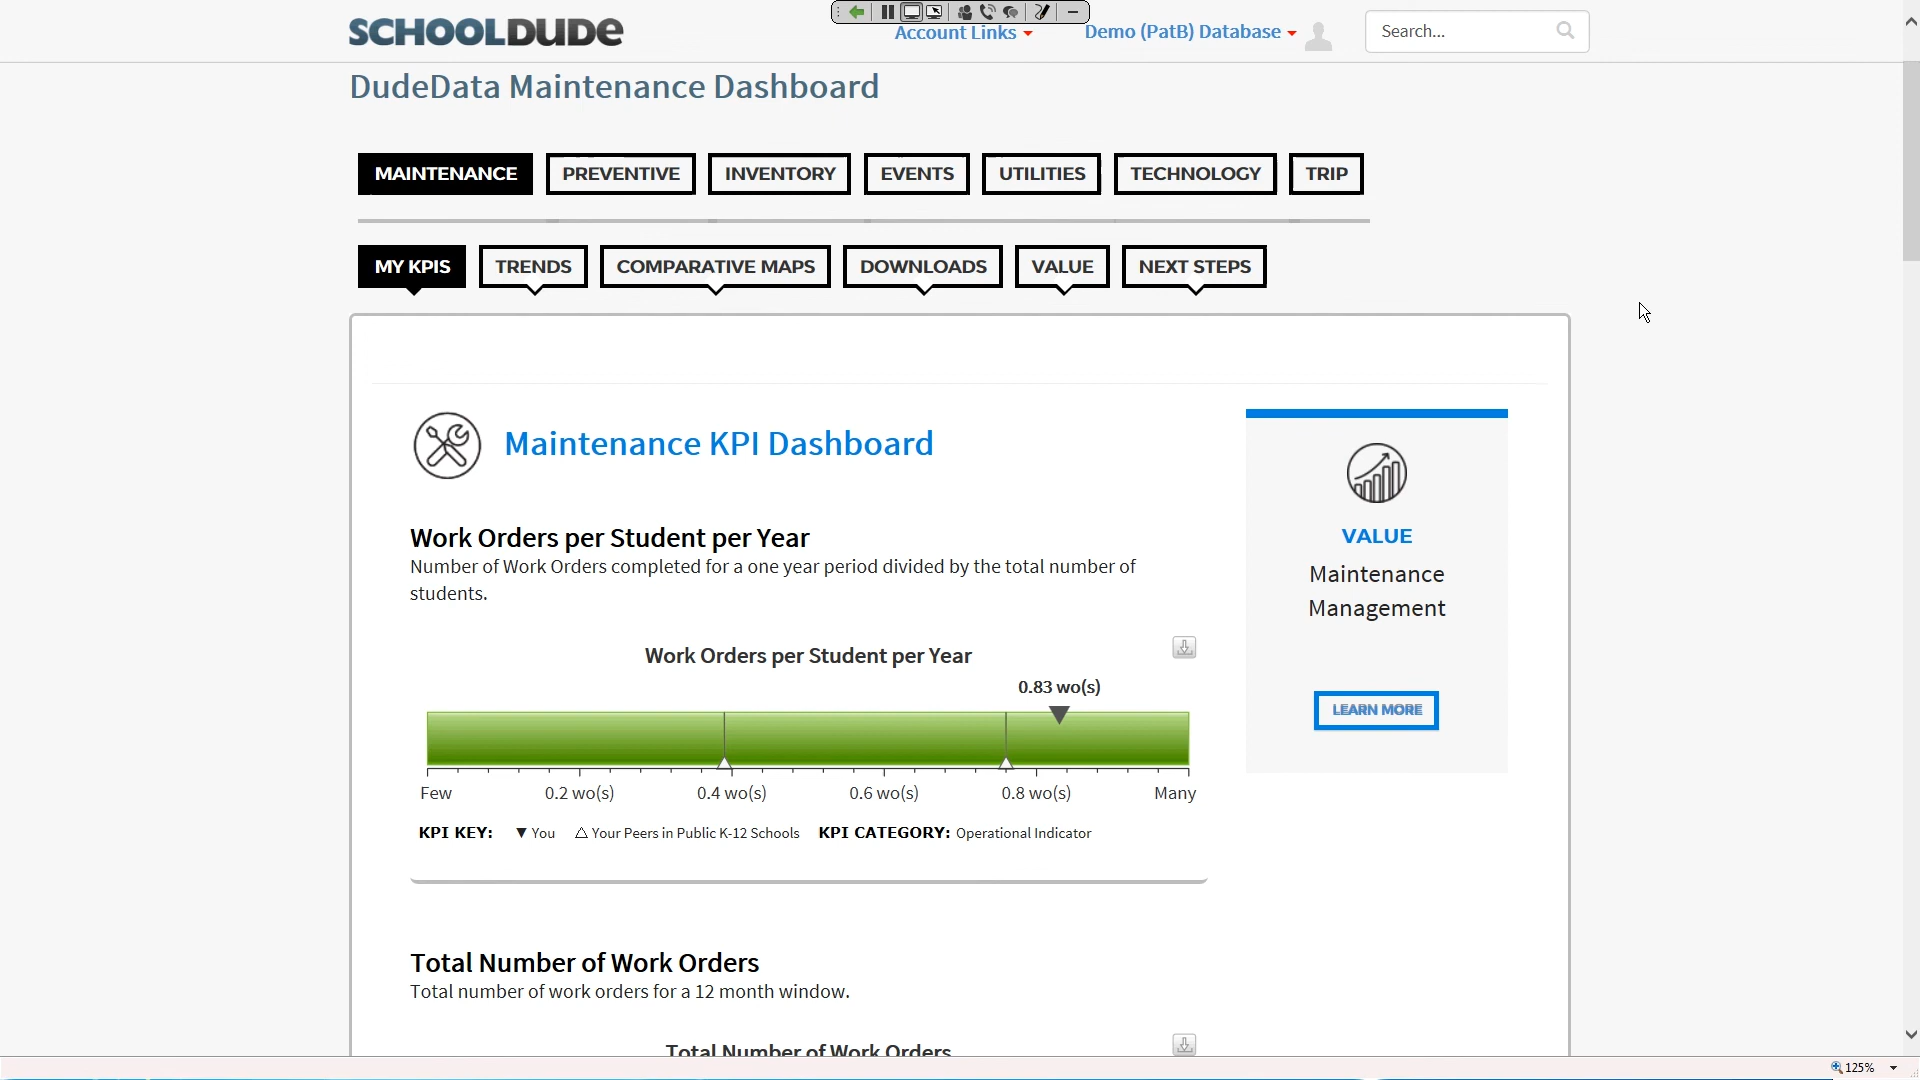 SCHOOLDUDE
Account Links
Demo (PatB) Database
Search...
DudeData Maintenance Dashboard
MAINTENANCE
PREVENTIVE
INVENTORY
EVENTS
UTILITIES
TECHNOLOGY
TRIP
MY KPIS
TRENDS
COMPARATIVE MAPS
DOWNLOADS
VALUE
NEXT STEPS
Maintenance KPI Dashboard
Work Orders per Student per Year
Number of Work Orders completed for a one year period divided by the total number of
students.
Work Orders per Student per Year
0.83 wo(s)
Few
0.2 wo(s)
0.4 wo(s)
0.6 wo(s)
0.8 wo(s)
Many
KPI KEY: ▼ You △ Your Peers in Public K-12 Schools KPI CATEGORY: Operational Indicator
VALUE
Maintenance
Management
LEARN MORE
Total Number of Work Orders
Total number of work orders for a 12 month window.
Total Number of Work Orders
125%